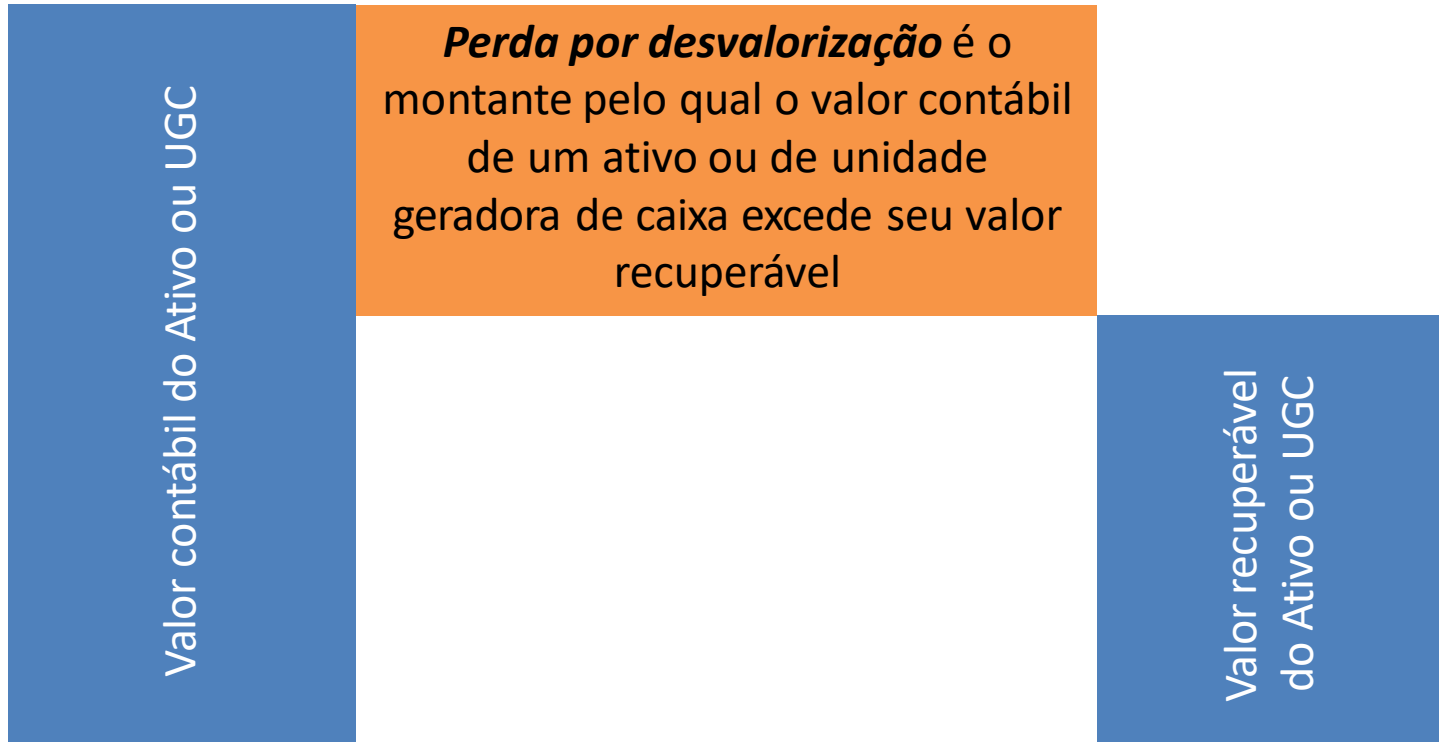 Valor contábil do Ativo ou UGC
Perda por desvalorização é o
montante pelo qual o valor contábil
de um ativo ou de unidade
geradora de caixa excede seu valor
recuperável
Valor recuperável
do Ativo ou UGC